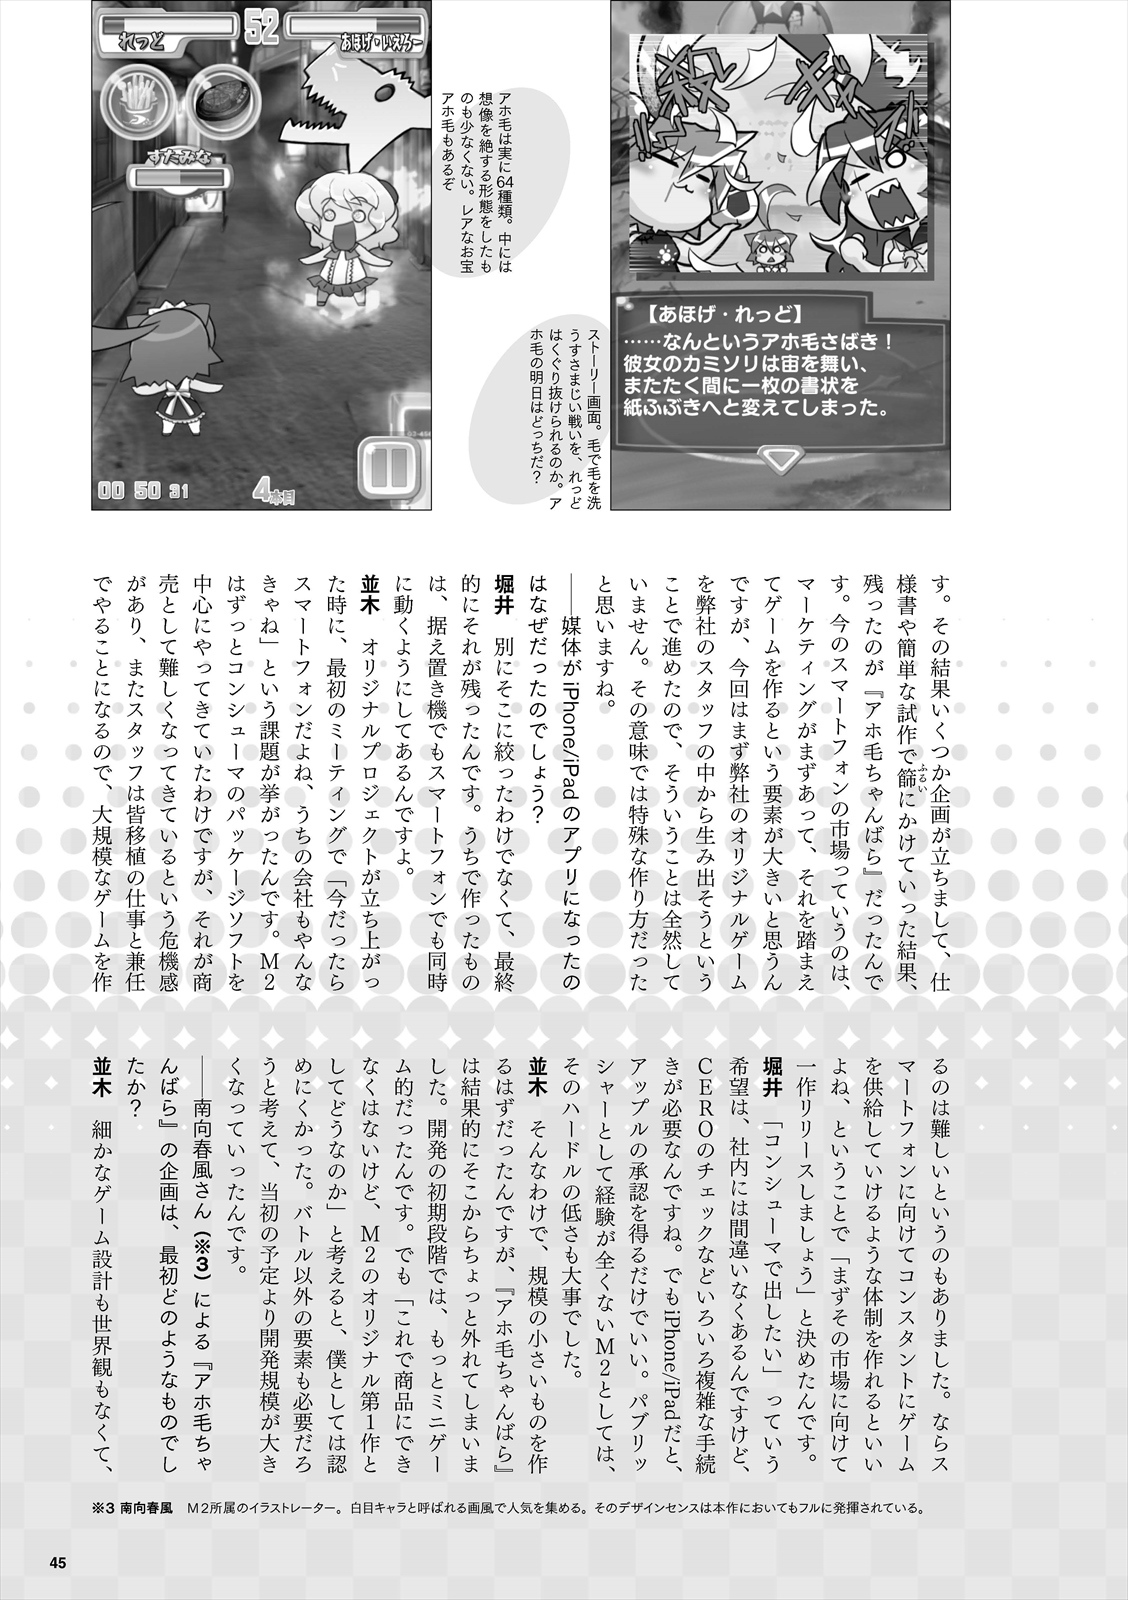 れっど
52
あほげ・いえろー
すたみな
00 50 31
4本目
ボレ
ギギ
【あほげ・れっど】
……なんというアホ毛さばき！
彼女のカミソリは宙を舞い、
またたく間に一枚の書状を
紙ふぶきへと変えてしまった。
アホ毛は実に64種類。中には
想像を絶する形態をしたも
のも少なくない。レアなお宝
アホ毛もあるぞ
ストーリー画面。毛で毛を洗
うすさまじい戦いを、れっど
はくぐり抜けられるのか。ア
ホ毛の明日はどっちだ？
す。その結果いくつか企画が立ちまして、仕
様書や簡単な試作で篩にかけていった結果、
ふるい
残ったのが『アホ毛ちゃんばら』だったんで
す。今のスマートフォンの市場っていうのは、
マーケティングがまずあって、それを踏まえ
てゲームを作るという要素が大きいと思うん
ですが、今回はまず弊社のオリジナルゲーム
を弊社のスタッフの中から生み出そうという
ことで進めたので、そういうことは全然して
いません。その意味では特殊な作り方だった
と思いますね。
――媒体がiPhone/iPadのアプリになったの
はなぜだったのでしょう？
堀井　別にそこに絞ったわけでなくて、最終
的にそれが残ったんです。うちで作ったもの
は、据え置き機でもスマートフォンでも同時
に動くようにしてあるんですよ。
並木　オリジナルプロジェクトが立ち上がっ
た時に、最初のミーティングで「今だったら
スマートフォンだよね、うちの会社もやんな
きゃね」という課題が挙がったんです。M2
はずっとコンシューマのパッケージソフトを
中心にやってきていたわけですが、それが商
売として難しくなってきているという危機感
があり、またスタッフは皆移植の仕事と兼任
でやることになるので、大規模なゲームを作
るのは難しいというのもありました。ならス
マートフォンに向けてコンスタントにゲーム
を供給していけるような体制を作れるといい
よね、ということで「まずその市場に向けて
一作リリースしましょう」と決めたんです。
堀井　「コンシューマで出したい」っていう
希望は、社内には間違いなくあるんですけど、
CEROのチェックなどいろいろ複雑な手続
きが必要なんですね。でもiPhone/iPadだと、
アップルの承認を得るだけでいい。パブリッ
シャーとして経験が全くないM2としては、
そのハードルの低さも大事でした。
並木　そんなわけで、規模の小さいものを作
るはずだったんですが、『アホ毛ちゃんばら』
は結果的にそこからちょっと外れてしまいま
した。開発の初期段階では、もっとミニゲー
ム的だったんです。でも「これで商品にでき
なくはないけど、M2のオリジナル第1作と
してどうなのか」と考えると、僕としては認
めにくかった。バトル以外の要素も必要だろ
うと考えて、当初の予定より開発規模が大き
くなっていったんです。
――南向春風さん（※3）による『アホ毛ちゃ
んばら』の企画は、最初どのようなものでし
たか？
並木　細かなゲーム設計も世界観もなくて、
※3 南向春風　M2所属のイラストレーター。白目キャラと呼ばれる画風で人気を集める。そのデザインセンスは本作においてもフルに発揮されている。
45